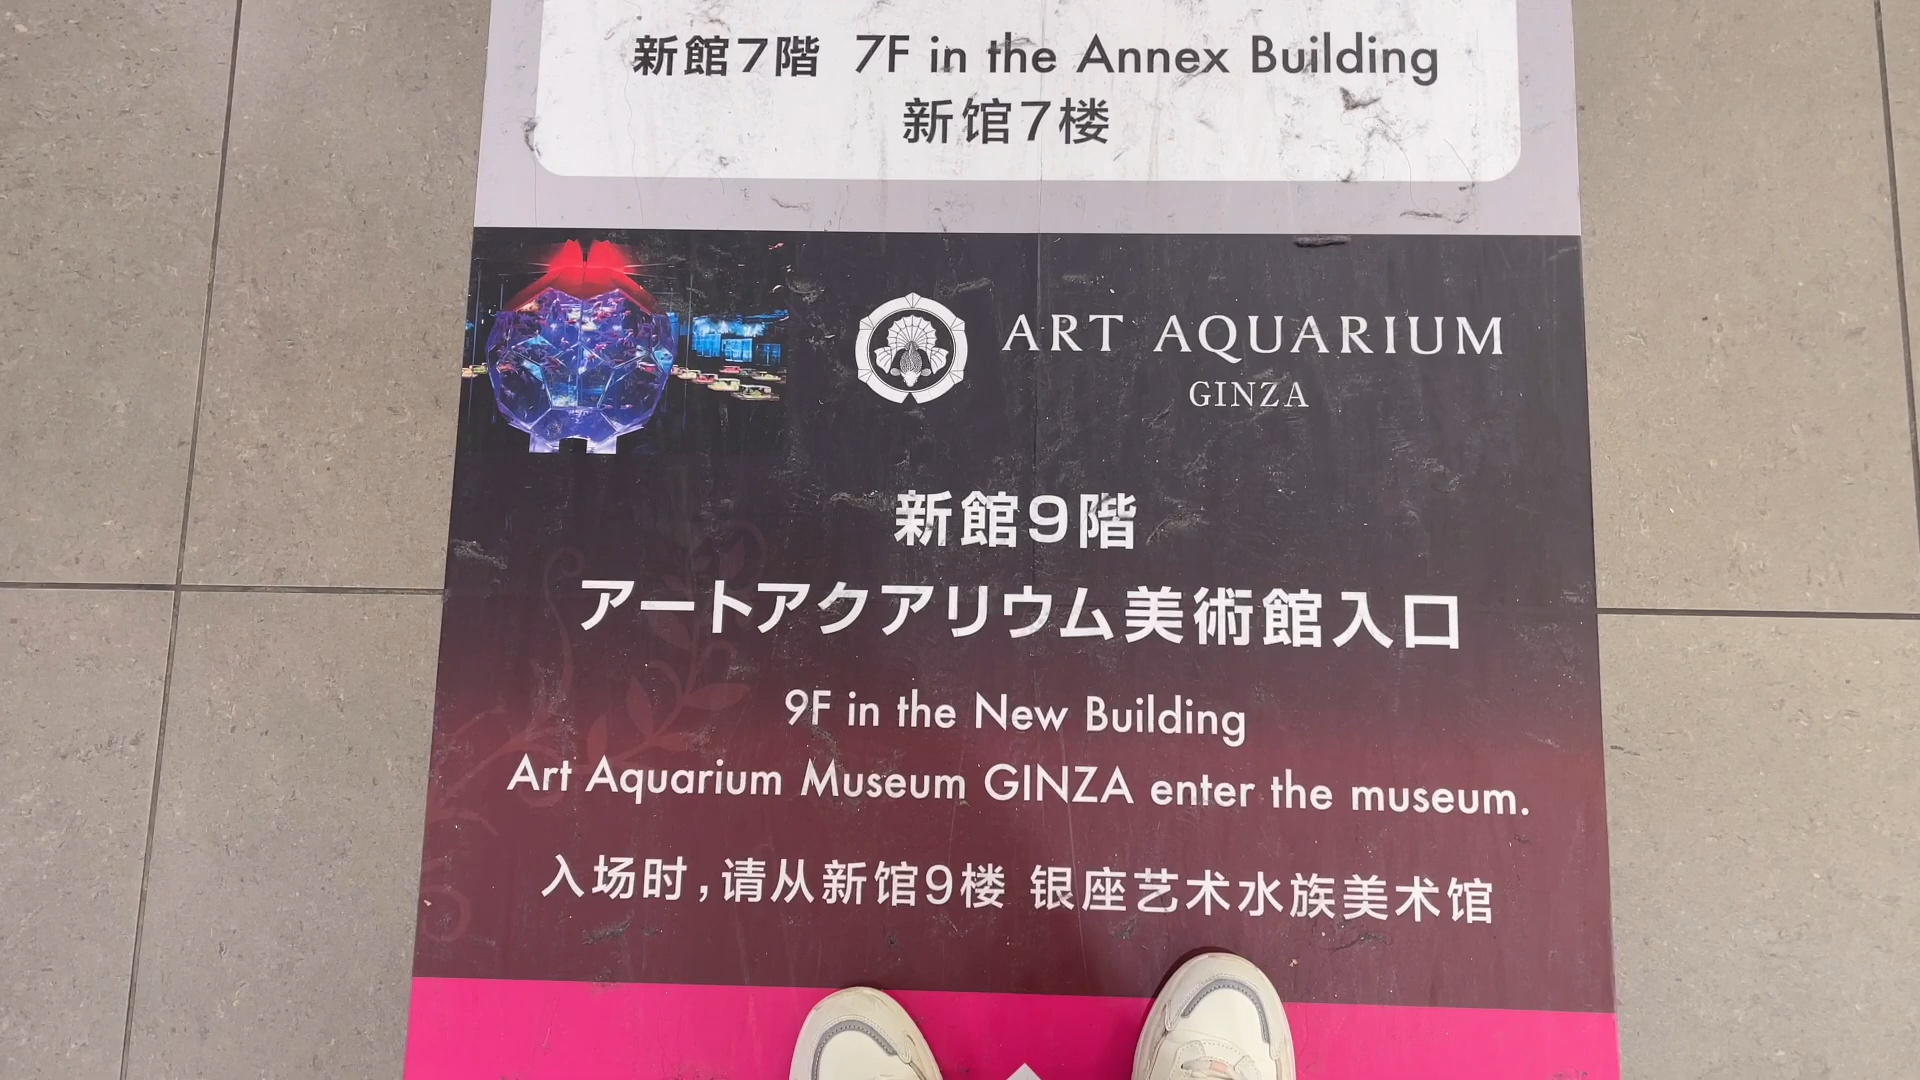 新館7階 7F in the Annex Building
新馆7楼
ART AQUARIUM
GINZA
新館9階
アートアクアリウム美術館入口
9F in the New Building
Art Aquarium Museum GINZA enter the museum.
入场时,请从新馆9楼 银座艺术水族美术馆